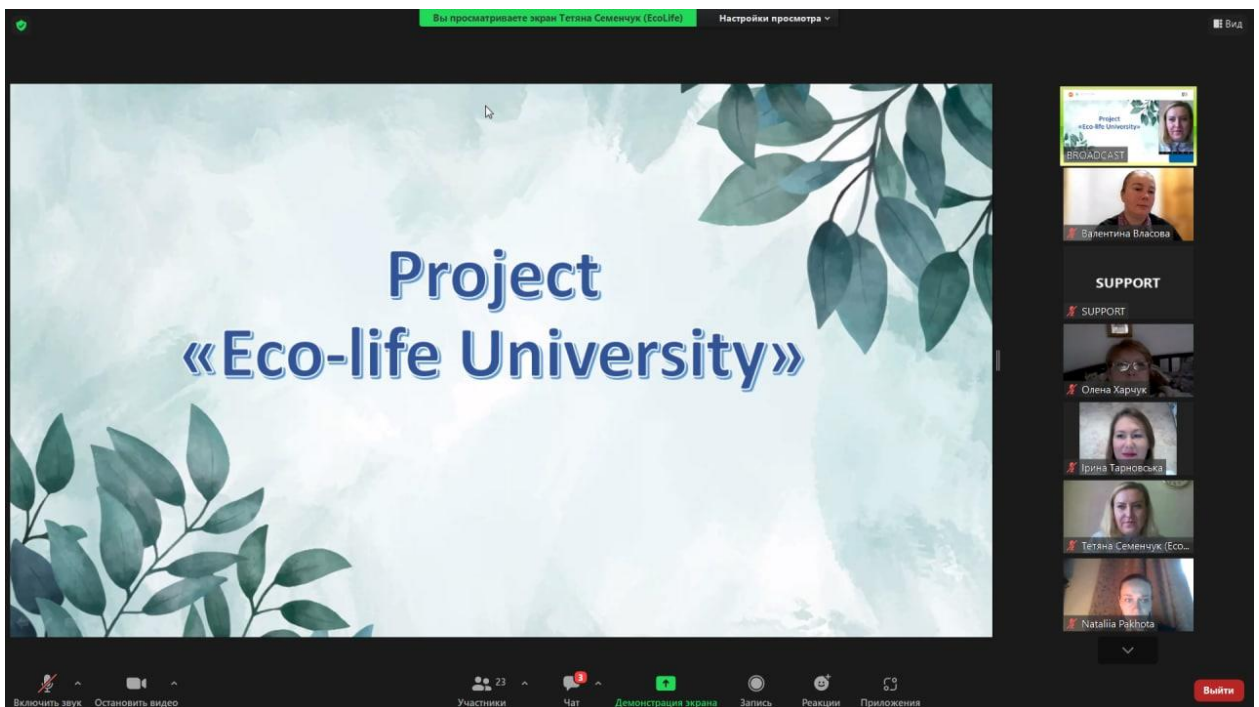 Вы просматриваете экран Тетяна Семенчук (EcoLife)
Настройки просмотра
Вид
Project
«Eco-life University»
Project
«Eco-life University»
BROADCAST
Валентина Власова
SUPPORT
SUPPORT
Олена Харчук
Ірина Тарновська
Тетяна Семенчук (Eco...
Nataliia Pakhota
23
3
Включить звук
Остановить видео
Участники
Чат
Демонстрация экрана
Запись
Реакции
Приложения
Выйти